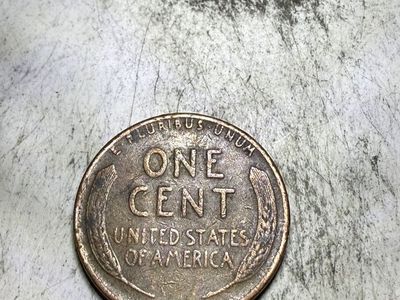 E PLURIBUS UNUM
ONE
CENT
UNITED STATES
OF AMERICA